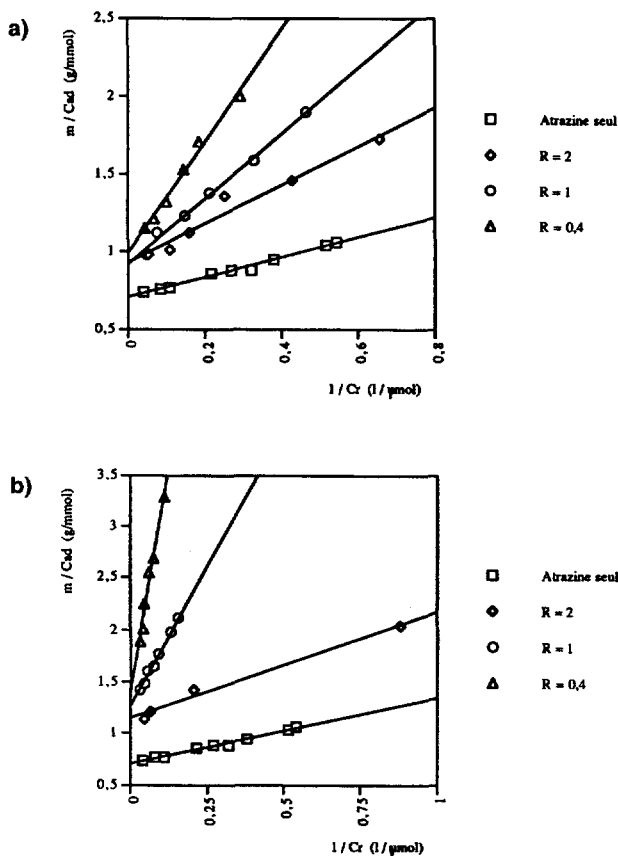 a)
m / Cad (g/mmol)
2,5
2
1,5
1
0,5
0
0,2
0,4
0,6
0,8
1 / Cr (l / µmol)
Atrazine seul
R = 2
R = 1
R = 0,4
b)
m / Cad (g/mmol)
3,5
3
2,5
2
1,5
1
0,5
0
0,25
0,5
0,75
1
1 / Cr (l / µmol)
Atrazine seul
R = 2
R = 1
R = 0,4